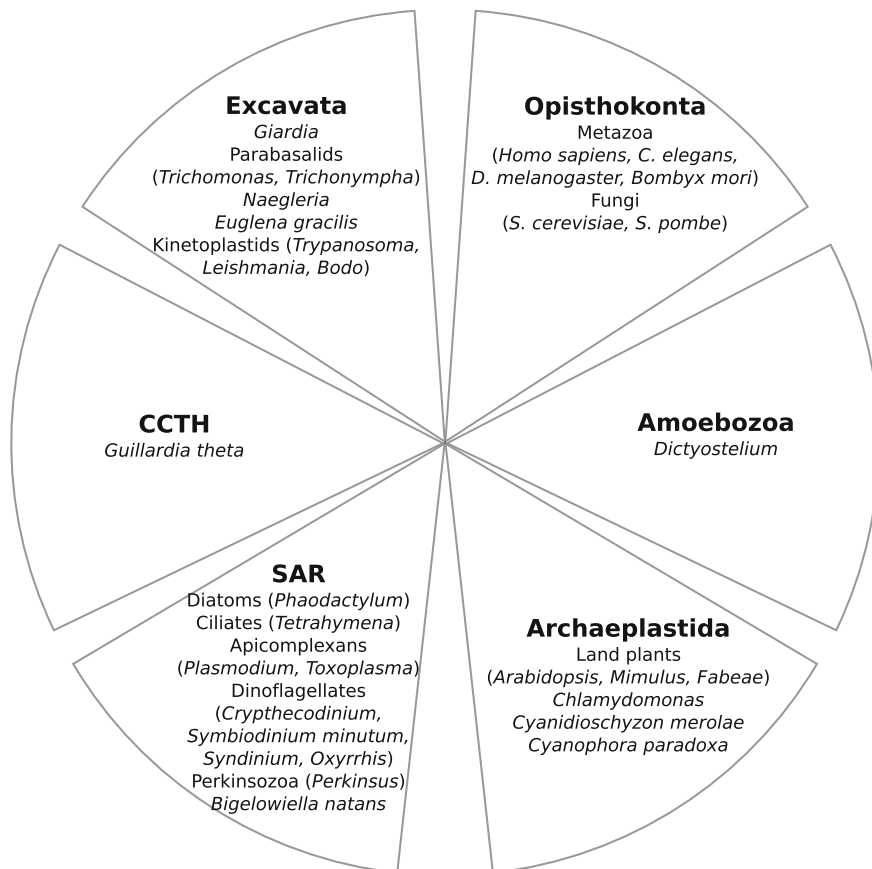 Excavata
Giardia
Parabasalids
(Trichomonas, Trichonympha)
Naegleria
Euglena gracilis
Kinetoplastids (Trypanosoma,
Leishmania, Bodo)
Opisthokonta
Metazoa
(Homo sapiens, C. elegans,
D. melanogaster, Bombyx mori)
Fungi
(S. cerevisiae, S. pombe)
CCTH
Guillardia theta
Amoebozoa
Dictyostelium
SAR
Diatoms (Phaodactylum)
Ciliates (Tetrahymena)
Apicomplexans
(Plasmodium, Toxoplasma)
Dinoflagellates
(Crypthecodinium,
Symbiodinium minutum,
Syndinium, Oxyrrhis)
Perkinsozoa (Perkinsus)
Bigelowiella natans
Archaeplastida
Land plants
(Arabidopsis, Mimulus, Fabeae)
Chlamydomonas
Cyanidioschyzon merolae
Cyanophora paradoxa